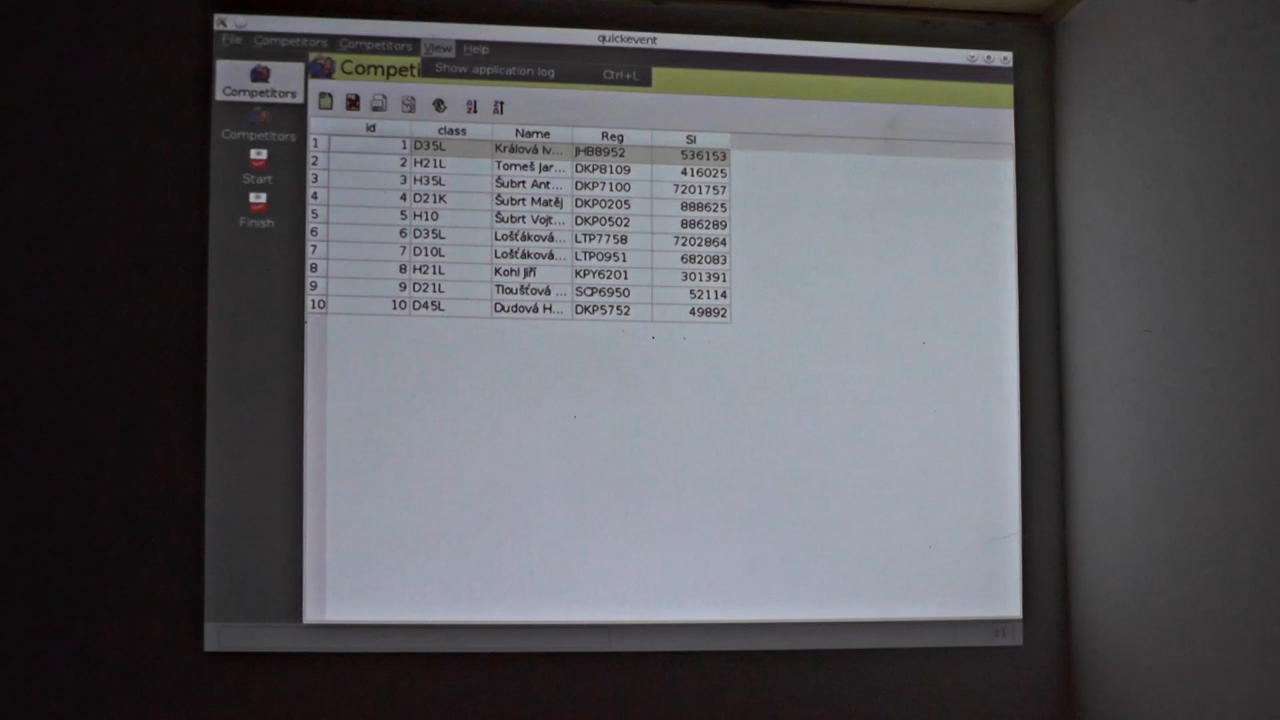 quickevent
File Competitors Competitors View Help
Show application log Ctrl+L
Competi
Competitors
Competitors
Start
Finish
id class Name Reg SI
1 1 D35L Králová Iv... JHB8952 536153
2 2 H21L Tomeš Jar... DKP8109 416025
3 3 H35L Šubrt Ant... DKP7100 7201757
4 4 D21K Šubrt Matěj DKP0205 888625
5 5 H10 Šubrt Vojt... DKP0502 886289
6 6 D35L Lošťáková... LTP7758 7202864
7 7 D10L Lošťáková... LTP0951 682083
8 8 H21L Kohl Jiří KPY6201 301391
9 9 D21L Tloušťová ... SCP6950 52114
10 10 D45L Dudová H... DKP5752 49892